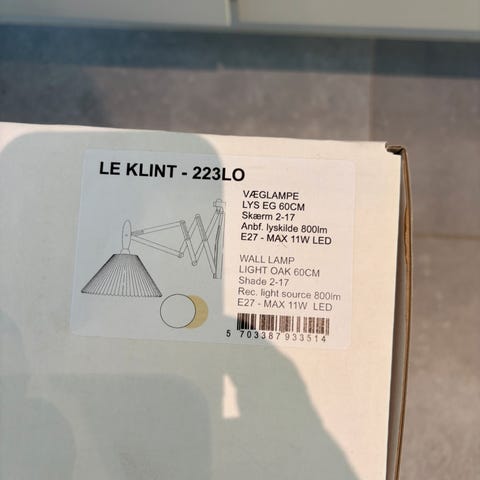 LE KLINT - 223LO
VÆGLAMPE
LYS EG 60CM
Skærm 2-17
Anbf. lyskilde 800lm
E27 - MAX 11W LED
WALL LAMP
LIGHT OAK 60CM
Shade 2-17
Rec. light source 800lm
E27 - MAX 11W LED
5 703387 933514